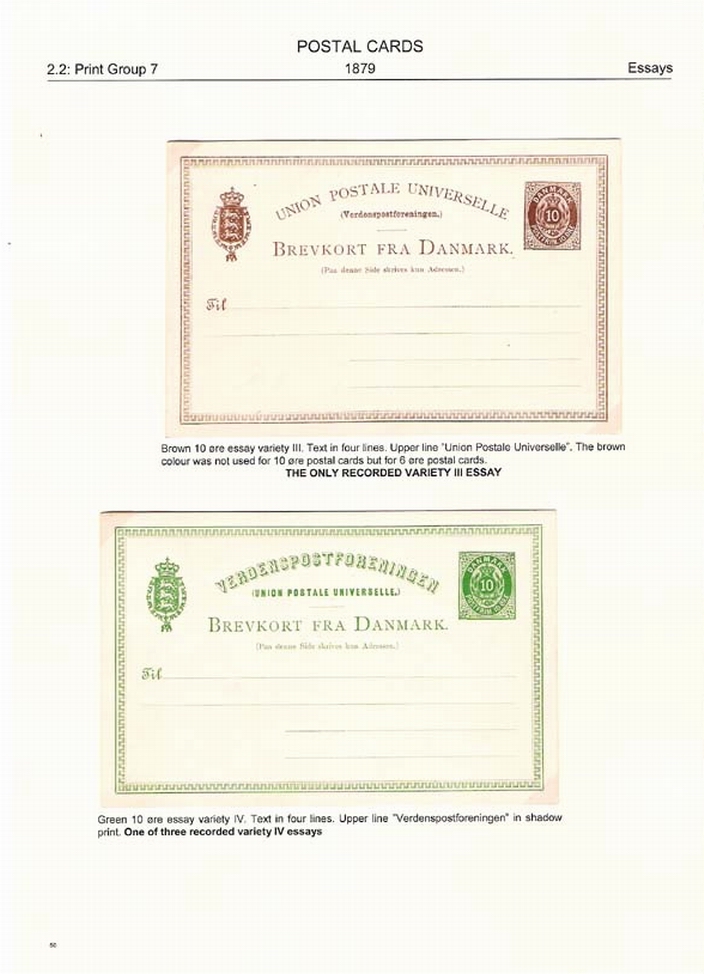 POSTAL CARDS
2.2: Print Group 7 1879 Essays
UNION POSTALE UNIVERSELLE
(Verdenspostforeningen.)
DANMARK
10
BREVKORT FRA DANMARK.
(Paa denne Side skrives kun Adressen.)
Til
Brown 10 øre essay variety III. Text in four lines. Upper line "Union Postale Universelle". The brown
colour was not used for 10 øre postal cards but for 6 øre postal cards.
THE ONLY RECORDED VARIETY III ESSAY
VERDENSPOSTFORENINGEN
(UNION POSTALE UNIVERSELLE.)
DANMARK
10
BREVKORT FRA DANMARK.
(Paa denne Side skrives kun Adressen.)
Til
Green 10 øre essay variety IV. Text in four lines. Upper line "Verdenspostforeningen" in shadow
print. One of three recorded variety IV essays
50